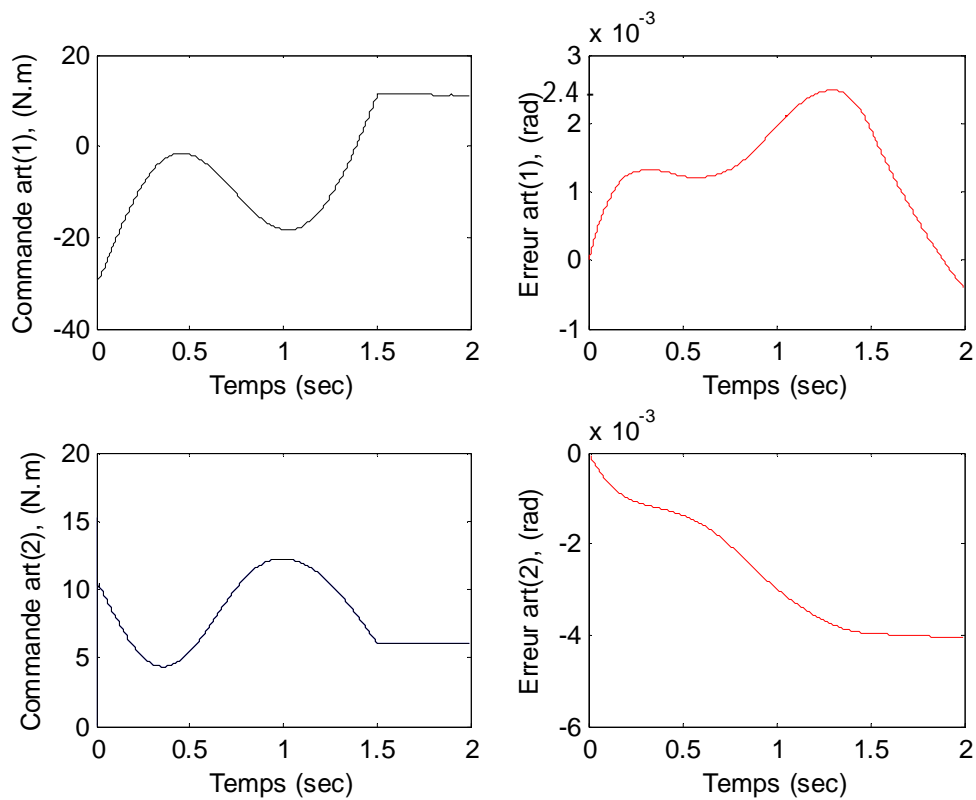 Commande art(1), (N.m)
20
0
-20
-40
0 0.5 1 1.5 2
Temps (sec)
x 10-3
Erreur art(1), (rad)
3
2.4
2
1
0
-1
0 0.5 1 1.5 2
Temps (sec)
Commande art(2), (N.m)
20
15
10
5
0
0 0.5 1 1.5 2
Temps (sec)
x 10-3
Erreur art(2), (rad)
0
-2
-4
-6
0 0.5 1 1.5 2
Temps (sec)